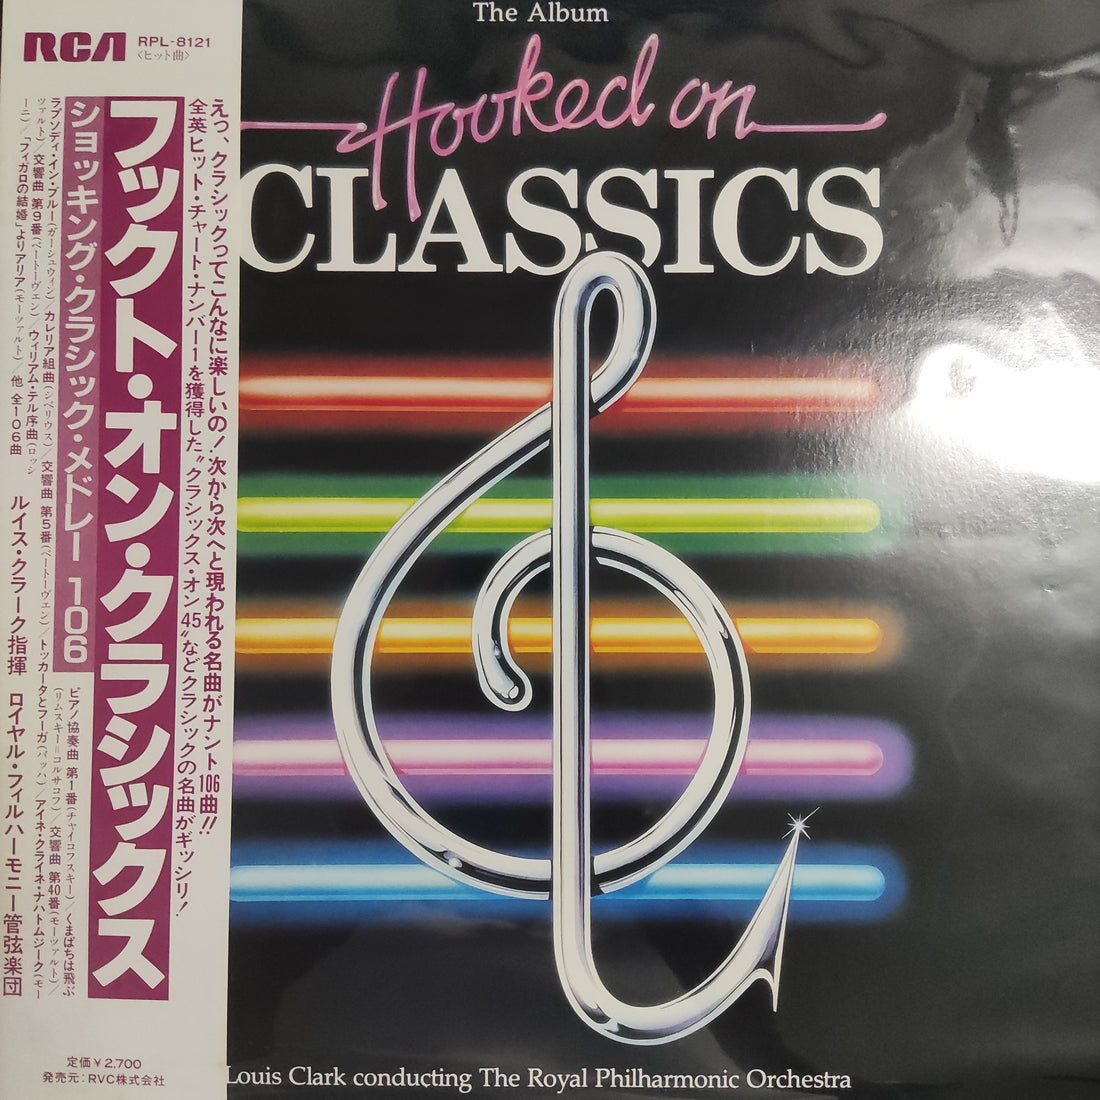 The Album
Hooked on
CLASSICS
RCA
RPL-8121
〈ヒット曲〉
えっ、クラシックってこんなに楽しいの！次から次へと現われる名曲がナント106曲!!
全英ヒット・チャート・ナンバー1を獲得した〝クラシックス・オン45〟などクラシックの名曲がギッシリ！
フックト・オン・クラシックス
ショッキング・クラシック・メドレー106
ピアノ協奏曲 第1番(チャイコフスキー)／くまばちは飛ぶ
(リムスキー＝コルサコフ)／交響曲 第40番(モーツァルト)／
ラプソディ・イン・ブルー(ガーシュウィン)／カレリア組曲(シベリウス)／交響曲 第5番(ベートーヴェン)／トッカータとフーガ(バッハ)／アイネ・クライネ・ナハトムジーク(モー
ツァルト)／交響曲 第9番(ベートーヴェン)／ウィリアム・テル序曲(ロッシ
ーニ)／「フィガロの結婚」よりアリア(モーツァルト)／他 全106曲
ルイス・クラーク指揮 ロイヤル・フィルハーモニー管弦楽団
定価￥2,700
発売元：RVC株式会社
Louis Clark conducting The Royal Philharmonic Orchestra